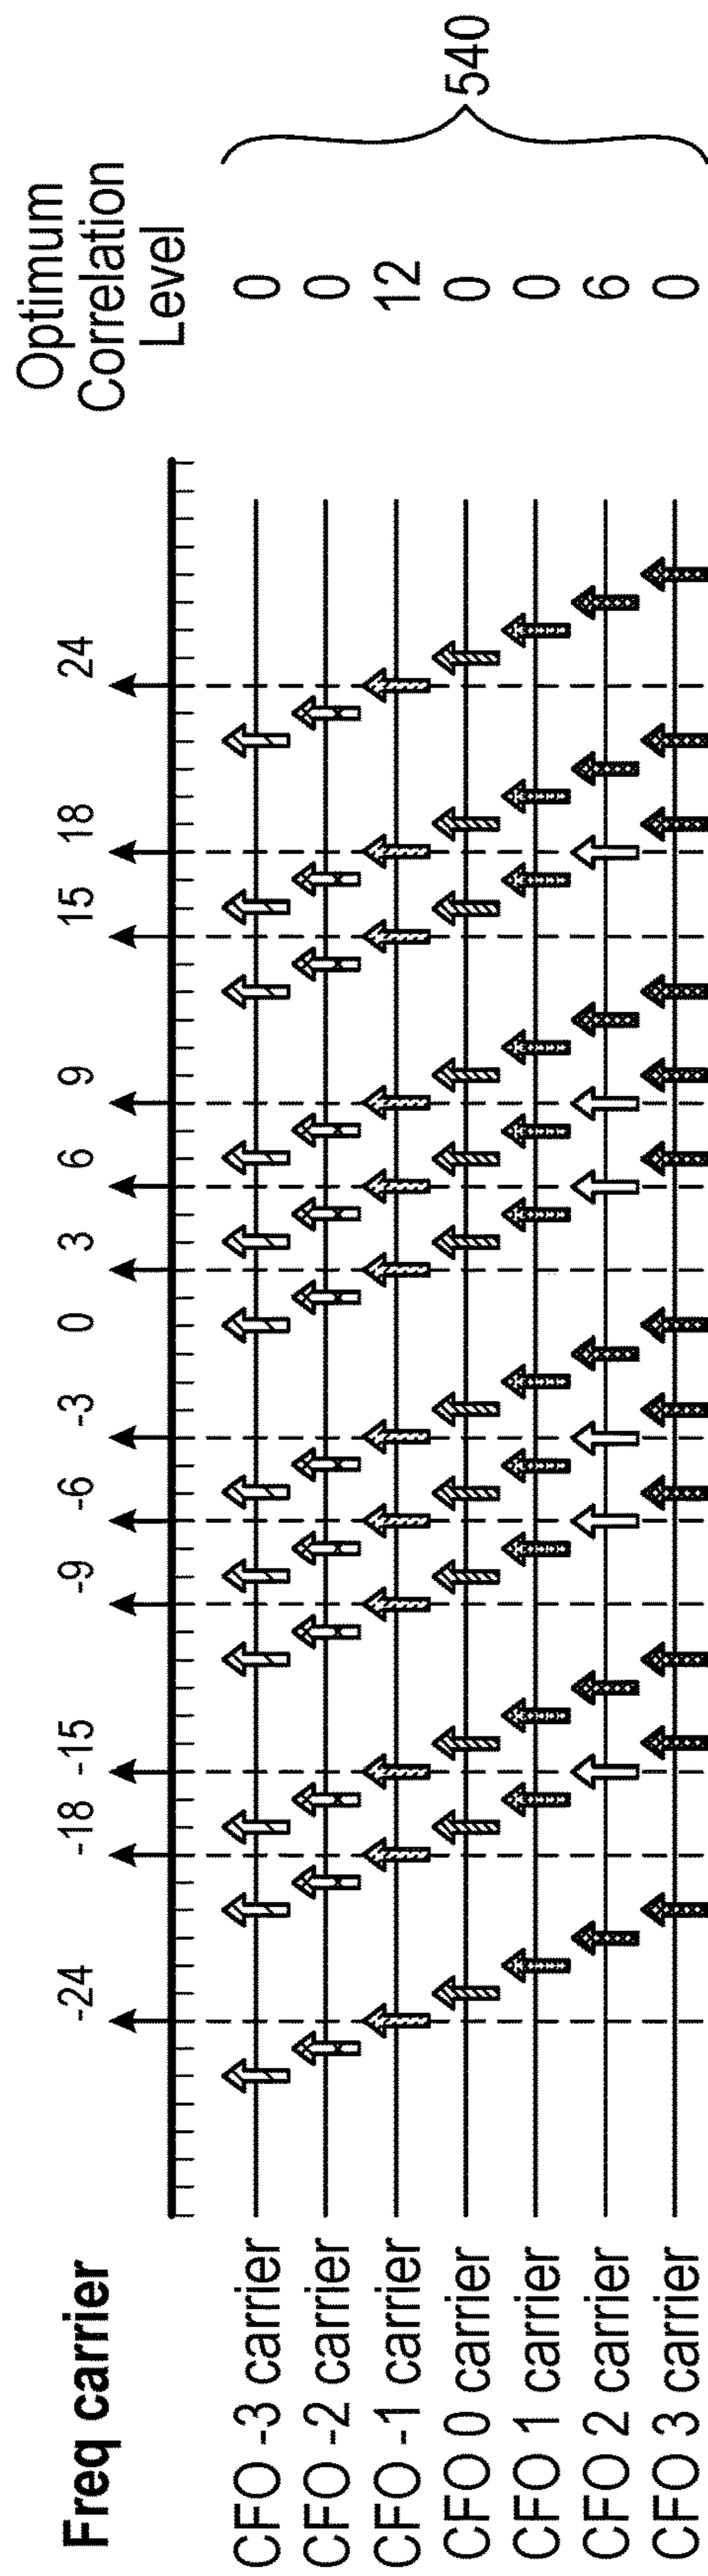 Freq carrier
-24
-18
-15
-9
-6
-3
0
3
6
9
15
18
24
Optimum
Correlation
Level
CFO -3 carrier
0
CFO -2 carrier
0
CFO -1 carrier
12
CFO 0 carrier
0
CFO 1 carrier
0
CFO 2 carrier
6
CFO 3 carrier
0
540